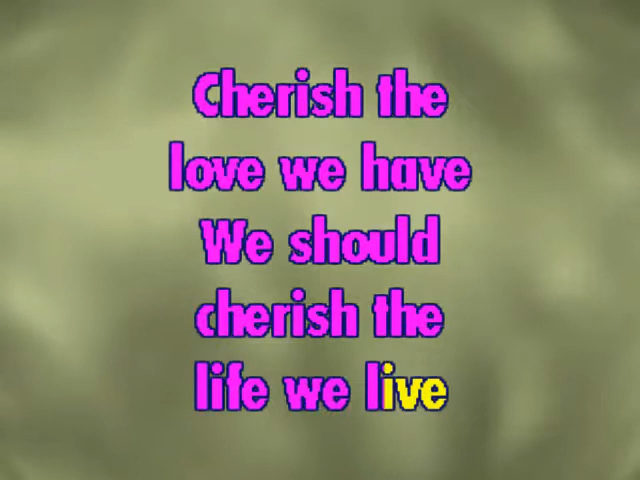 Cherish the
love we have
We should
cherish the
life we live